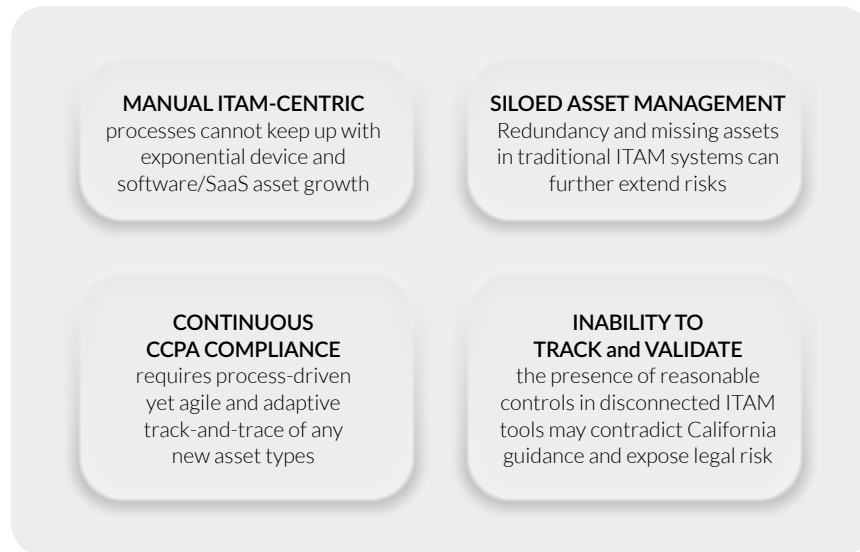 MANUAL ITAM-CENTRIC
processes cannot keep up with
exponential device and
software/SaaS asset growth
SILOED ASSET MANAGEMENT
Redundancy and missing assets
in traditional ITAM systems can
further extend risks
CONTINUOUS
CCPA COMPLIANCE
requires process-driven
yet agile and adaptive
track-and-trace of any
new asset types
INABILITY TO
TRACK and VALIDATE
the presence of reasonable
controls in disconnected ITAM
tools may contradict California
guidance and expose legal risk